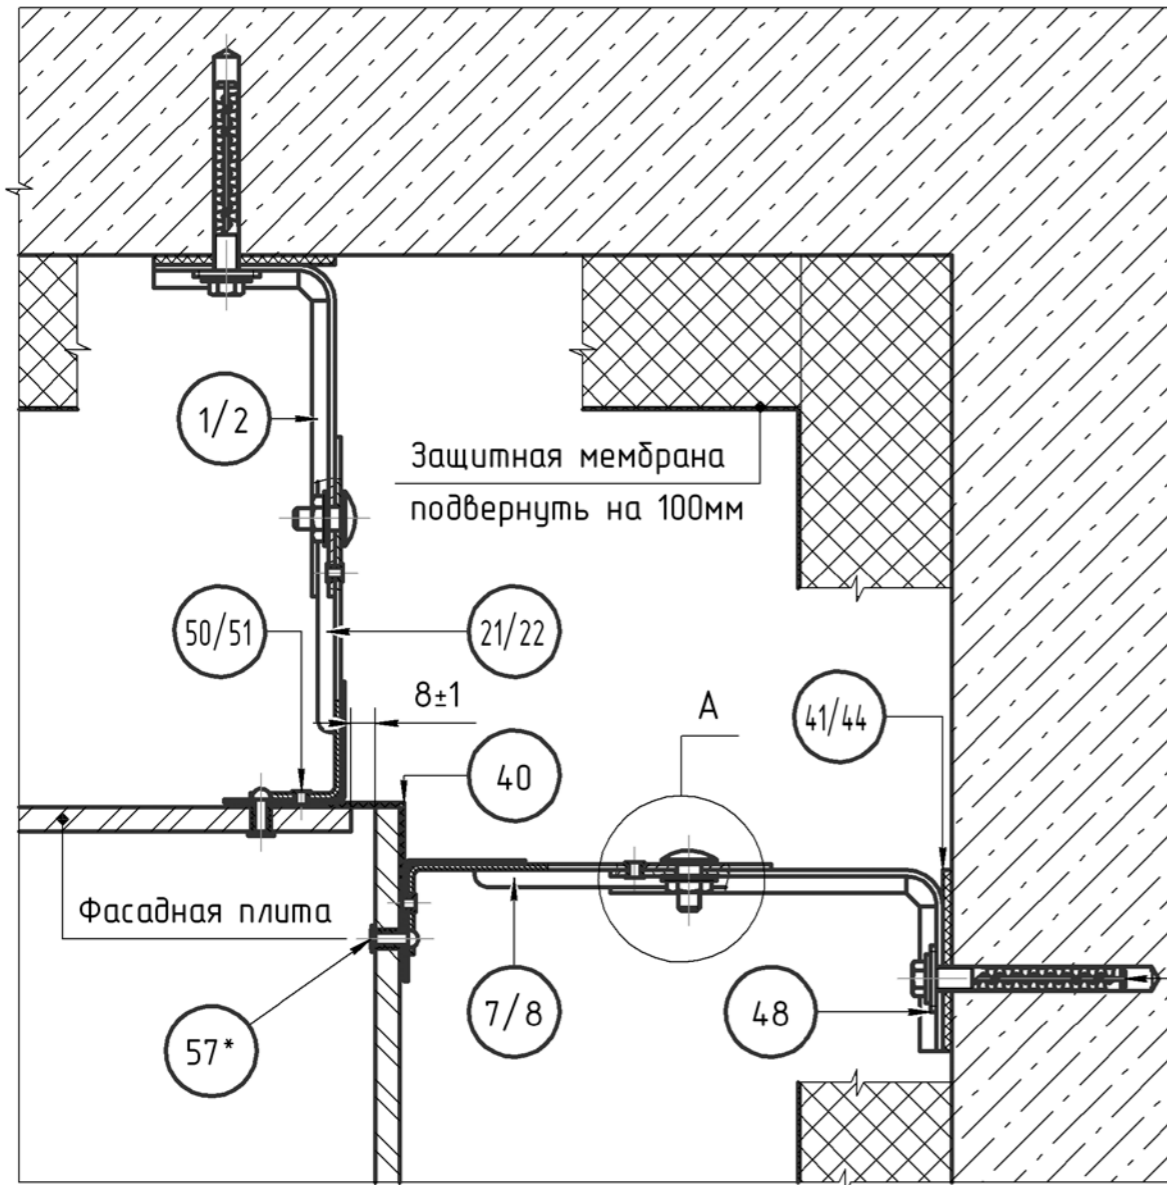 1/2
Защитная мембрана
подвернуть на 100мм
50/51
21/22
8±1
41/44
А
40
Фасадная плита
7/8
48
57*